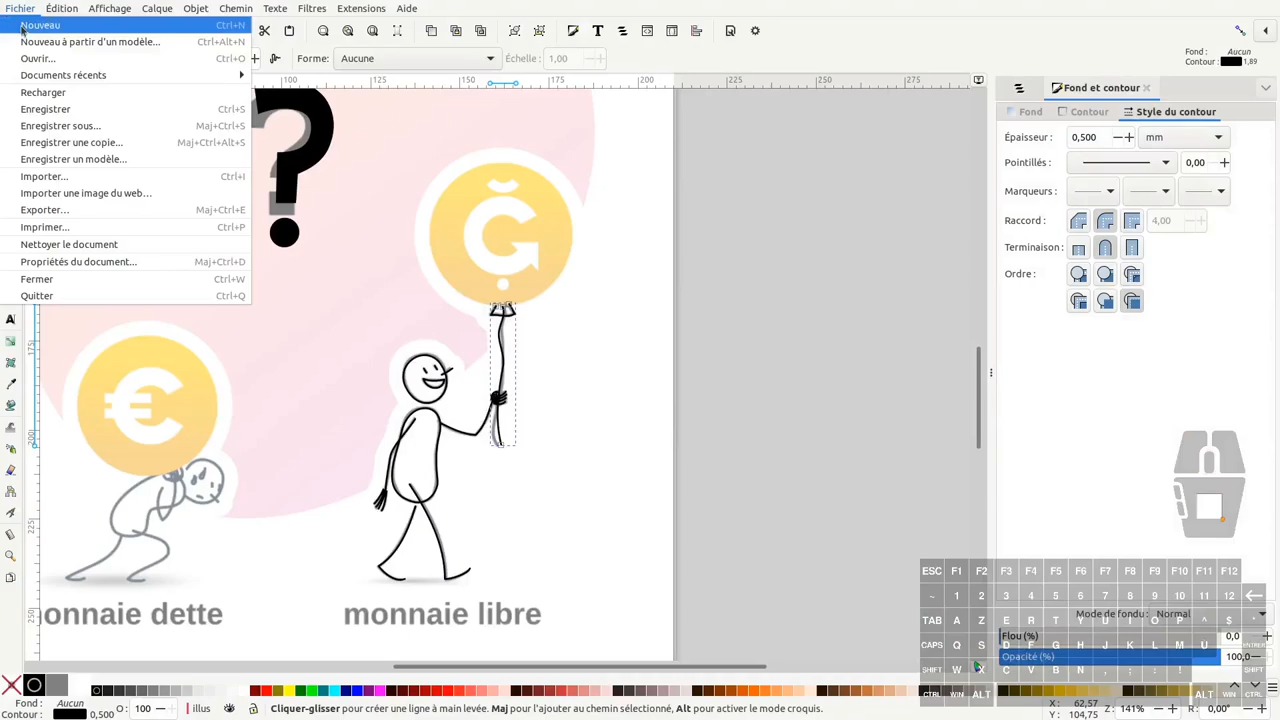 Fichier Édition Affichage Calque Objet Chemin Texte Filtres Extensions Aide
Nouveau Ctrl+N
Nouveau à partir d'un modèle... Ctrl+Alt+N
Ouvrir... Ctrl+O
Documents récents
Recharger
Enregistrer Ctrl+S
Enregistrer sous... Maj+Ctrl+S
Enregistrer une copie... Maj+Ctrl+Alt+S
Enregistrer un modèle...
Importer... Ctrl+I
Importer une image du web...
Exporter... Maj+Ctrl+E
Imprimer... Ctrl+P
Nettoyer le document
Propriétés du document... Maj+Ctrl+D
Fermer Ctrl+W
Quitter Ctrl+Q
Forme: Aucune Échelle : 1,00
Fond : Aucun
Contour : 1,89
100 125 150 175 200 225 250 275
175
200
225
250
?
€
onnaie dette
monnaie libre
Fond et contour
Fond Contour Style du contour
Épaisseur : 0,500 mm
Pointillés : 0,00
Marqueurs :
Raccord : 4,00
Terminaison :
Ordre :
Mode de fondu : Normal
Flou (%) 0,0
Opacité (%) 100,0
ESC F1 F2 F3 F4 F5 F6 F7 F8 F9 F10 F11 F12
~ 1 2 3 4 5 6 7 8 9 10 11 12
TAB A Z E R T Y U I O P ^ $
CAPS Q S D F G H J K L M U
SHIFT W X C V B N , ; : !
CTRL WIN ALT ALT WIN CTRL
Fond : Aucun
Contour : 0,500 O: 100 illus
Cliquer-glisser pour créer une ligne à main levée. Maj pour l'ajouter au chemin sélectionné, Alt pour activer le mode croquis.
X: 62,57
Y: 104,75
Z: 141% R: 0,00°